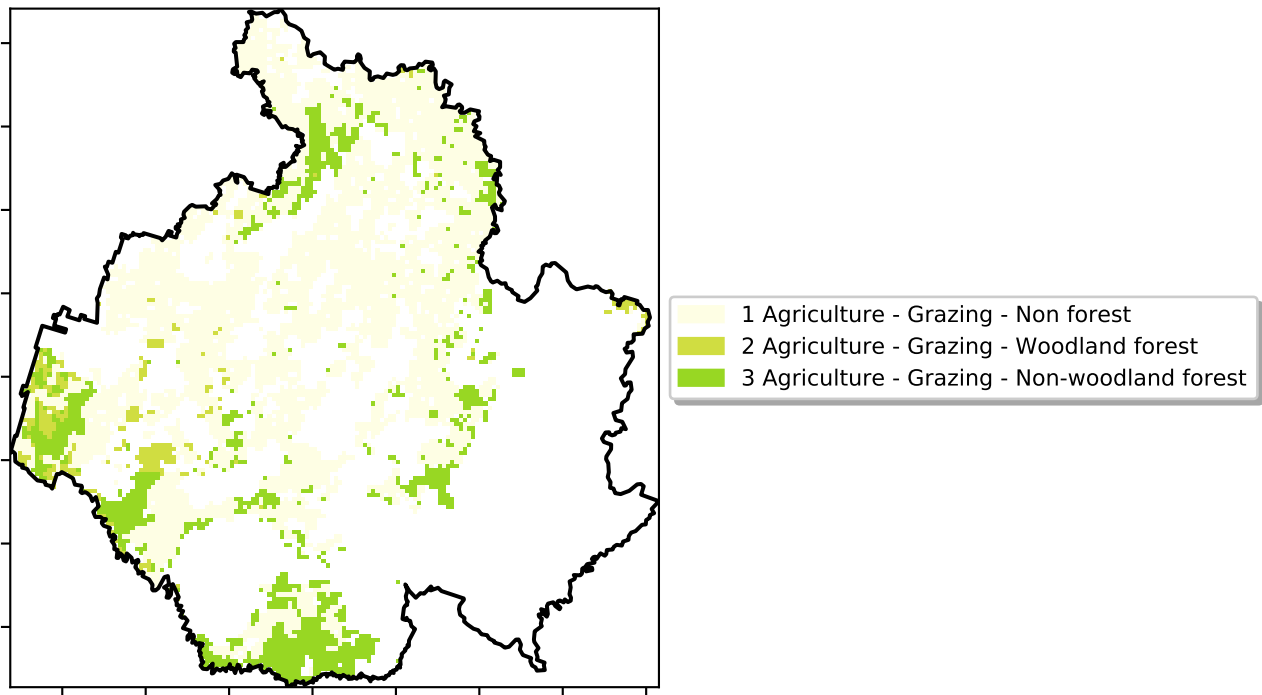 1 Agriculture - Grazing - Non forest
2 Agriculture - Grazing - Woodland forest
3 Agriculture - Grazing - Non-woodland forest